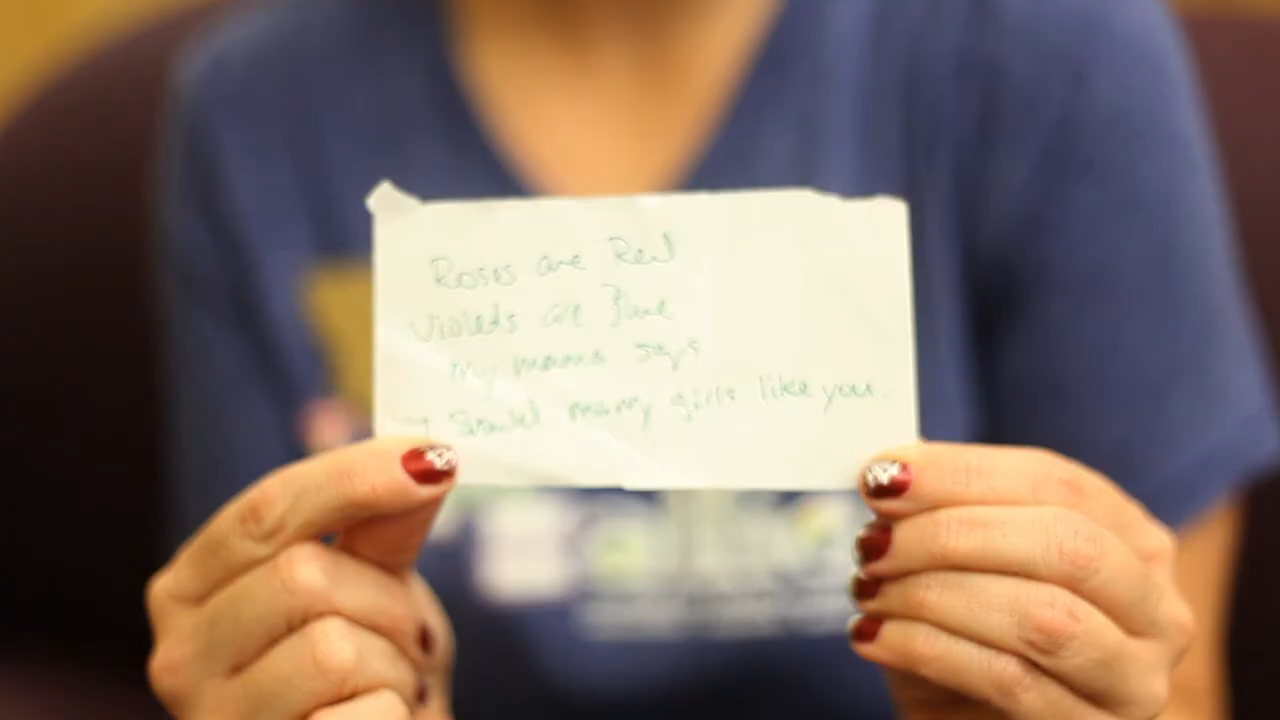 Roses are Red
Violets are Blue
My mama says
I should marry girls like you.